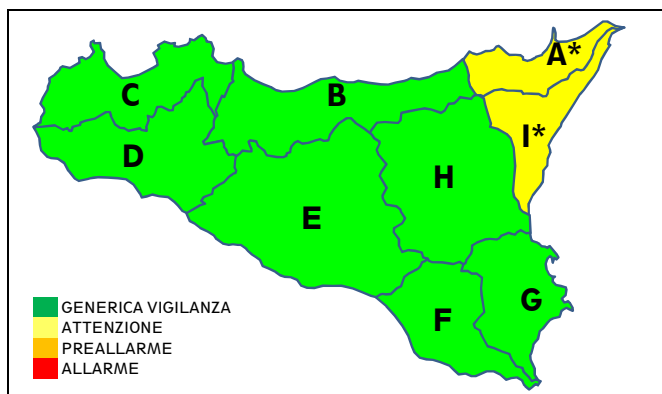 A*
C
B
I*
D
H
E
G
F
GENERICA VIGILANZA
ATTENZIONE
PREALLARME
ALLARME